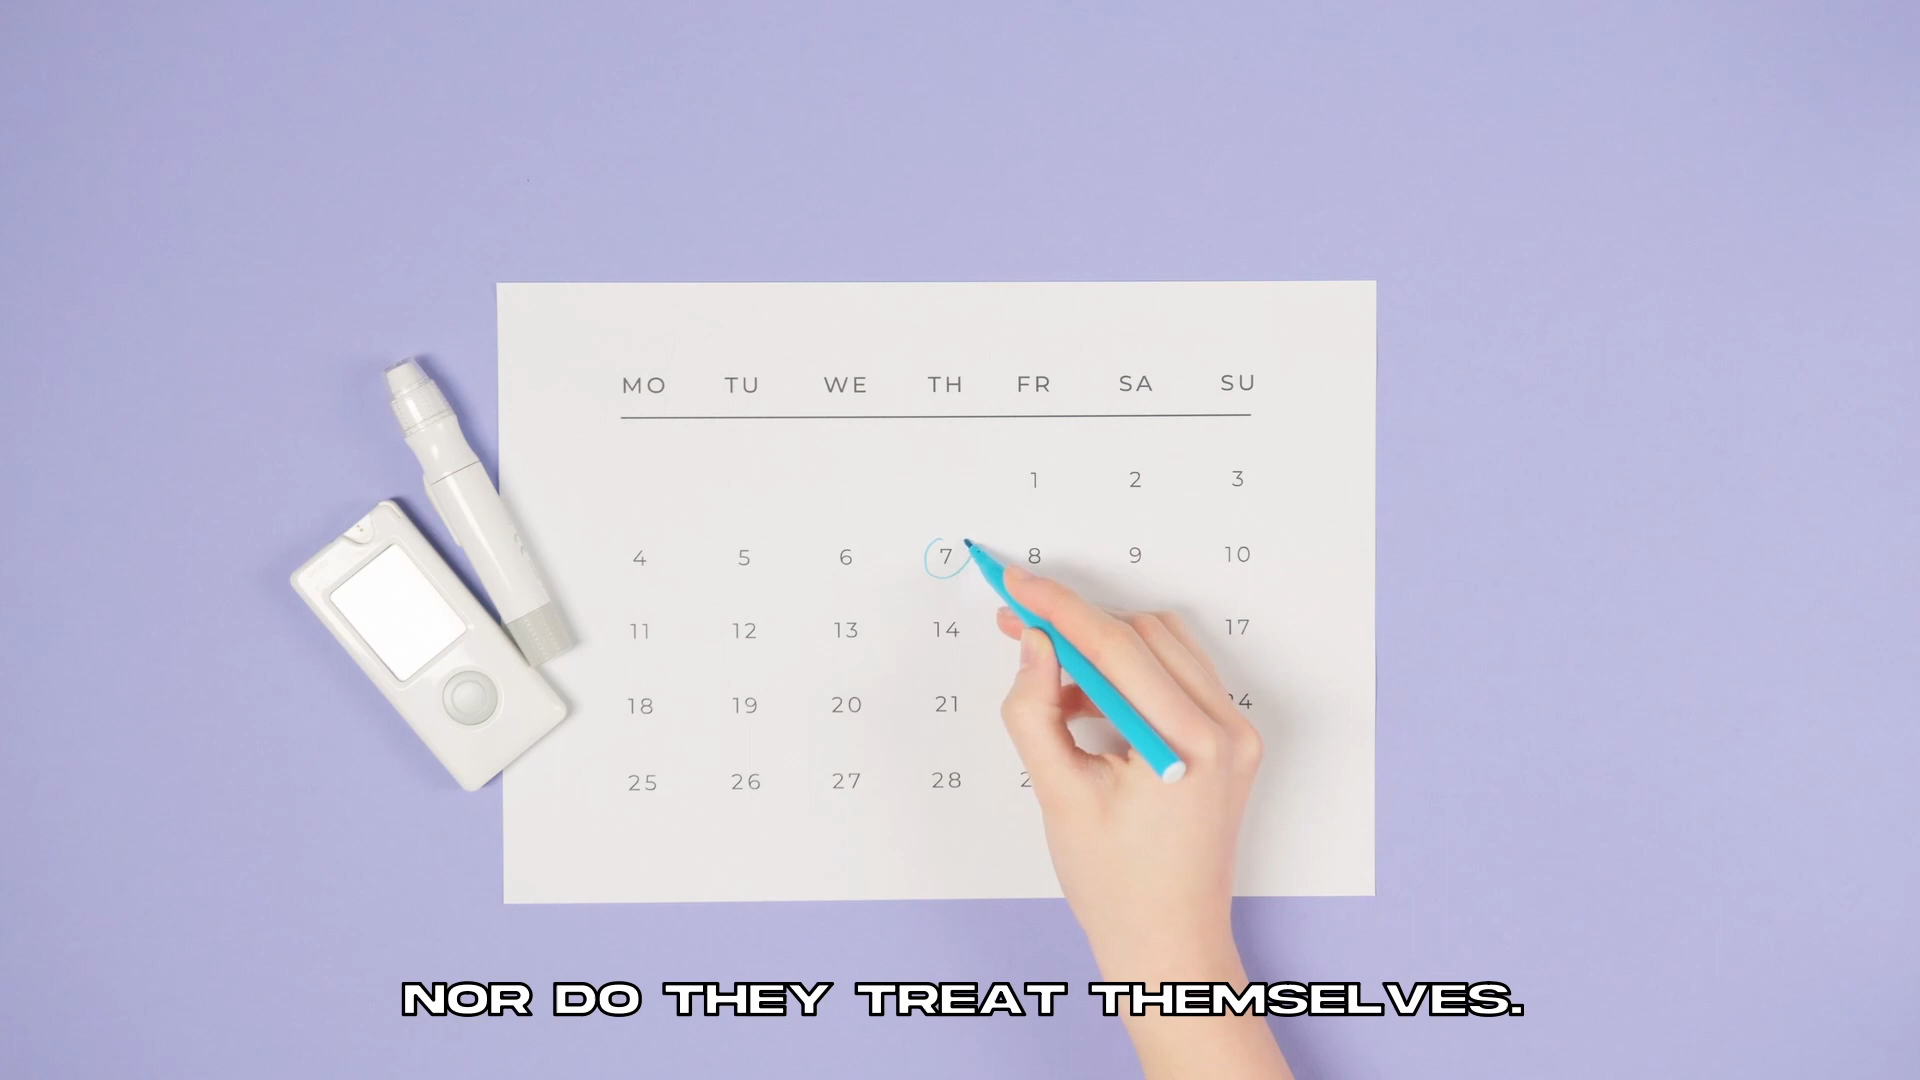 MO TU WE TH FR SA SU
1 2 3
4 5 6 7 8 9 10
11 12 13 14 17
18 19 20 21
25 26 27 28
NOR DO THEY TREAT THEMSELVES.